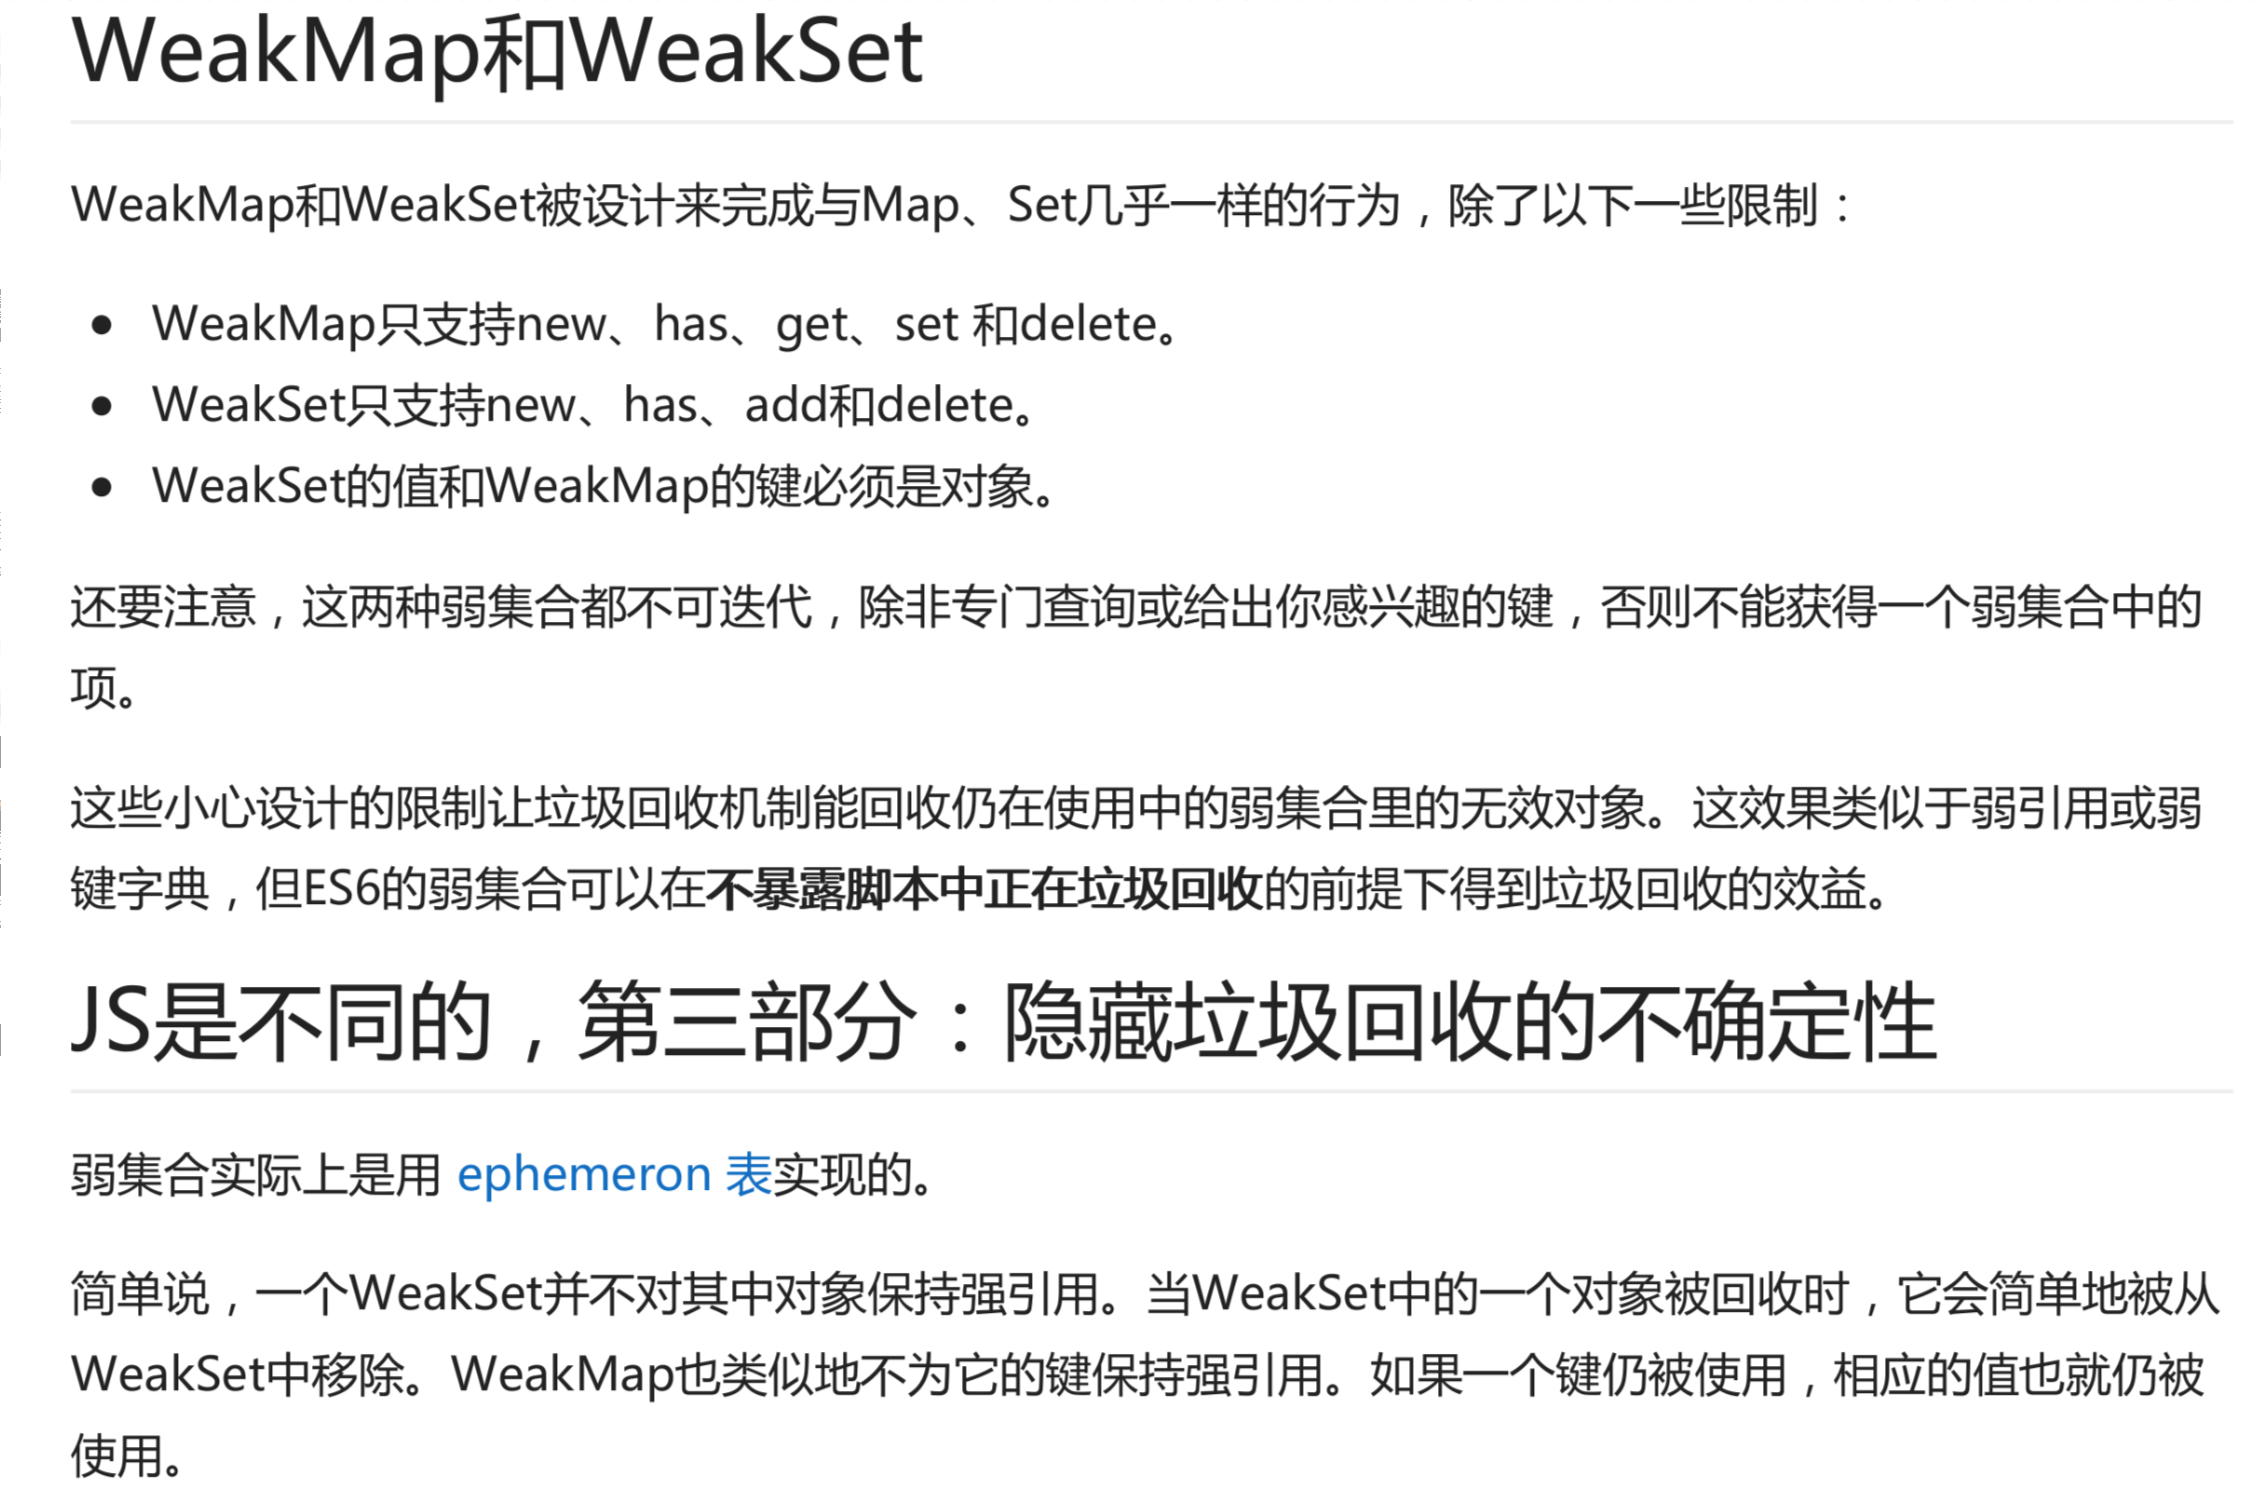 WeakMap和WeakSet
WeakMap和WeakSet被设计来完成与Map、Set几乎一样的行为，除了以下一些限制：
• WeakMap只支持new、has、get、set 和delete。
• WeakSet只支持new、has、add和delete。
• WeakSet的值和WeakMap的键必须是对象。
还要注意，这两种弱集合都不可迭代，除非专门查询或给出你感兴趣的键，否则不能获得一个弱集合中的
项。
这些小心设计的限制让垃圾回收机制能回收仍在使用中的弱集合里的无效对象。这效果类似于弱引用或弱
键字典，但ES6的弱集合可以在不暴露脚本中正在垃圾回收的前提下得到垃圾回收的效益。
JS是不同的，第三部分：隐藏垃圾回收的不确定性
弱集合实际上是用 ephemeron 表实现的。
简单说，一个WeakSet并不对其中对象保持强引用。当WeakSet中的一个对象被回收时，它会简单地被从
WeakSet中移除。WeakMap也类似地不为它的键保持强引用。如果一个键仍被使用，相应的值也就仍被
使用。